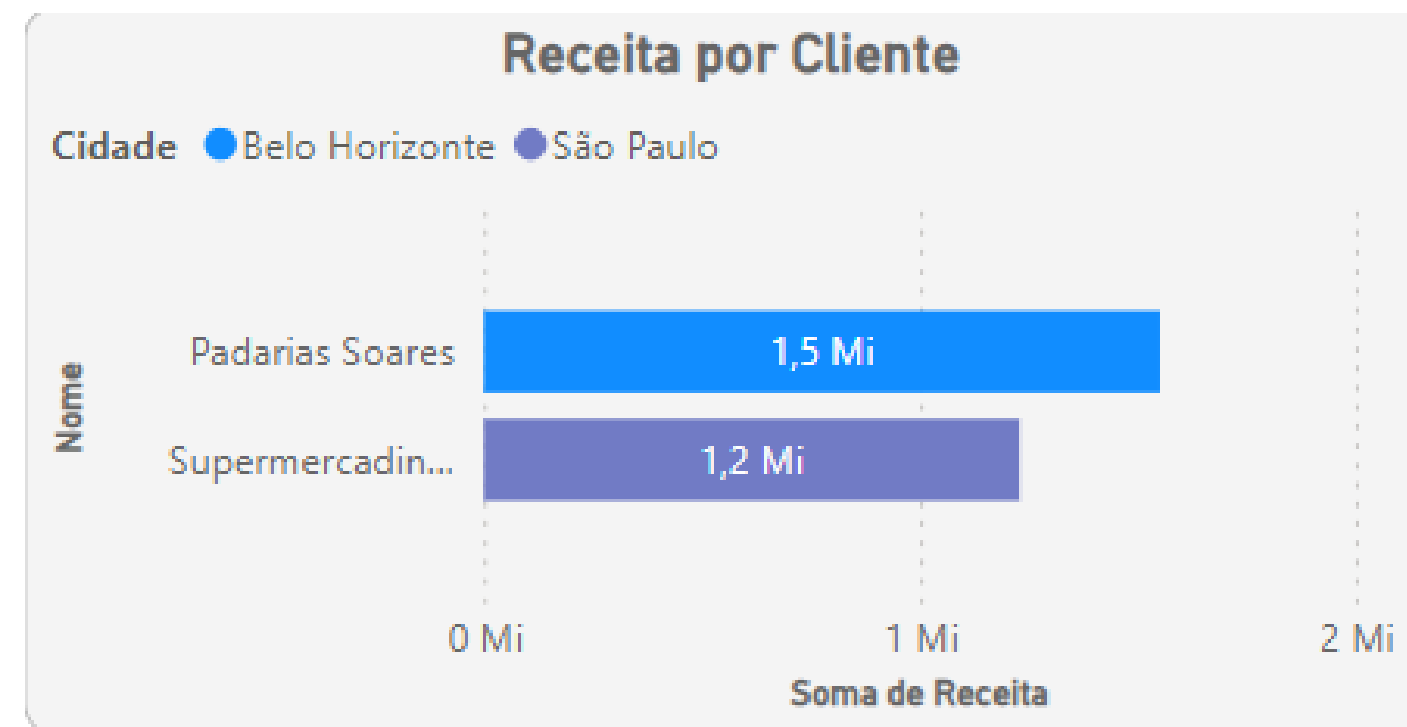 Receita por Cliente
Cidade Belo Horizonte São Paulo
Nome
Padarias Soares 1,5 Mi
Supermercadin... 1,2 Mi
0 Mi 1 Mi 2 Mi
Soma de Receita